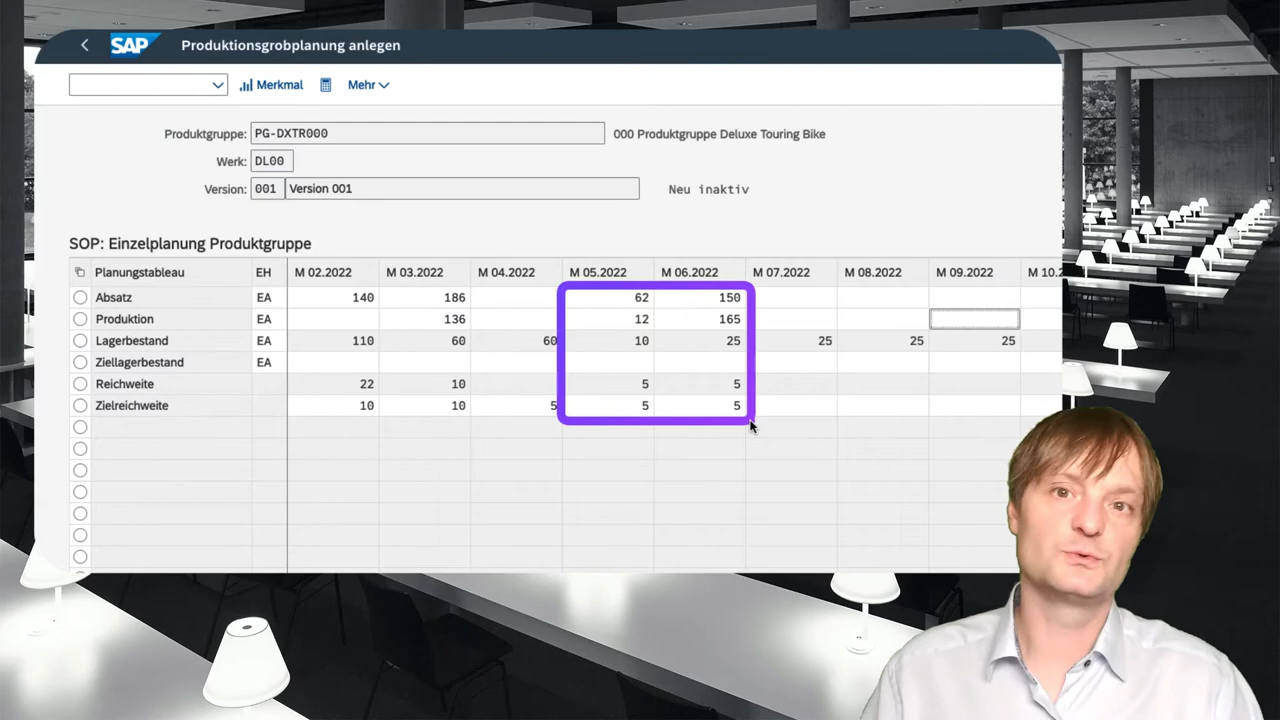 SAP Produktionsgrobplanung anlegen
Merkmal Mehr
Produktgruppe: PG-DXTR000 000 Produktgruppe Deluxe Touring Bike
Werk: DL00
Version: 001 Version 001 Neu inaktiv
SOP: Einzelplanung Produktgruppe
Planungstableau EH M 02.2022 M 03.2022 M 04.2022 M 05.2022 M 06.2022 M 07.2022 M 08.2022 M 09.2022 M 10.2
Absatz EA 140 186 62 150
Produktion EA 136 12 165
Lagerbestand EA 110 60 60 10 25 25 25 25
Ziellagerbestand EA
Reichweite 22 10 5 5
Zielreichweite 10 10 5 5 5